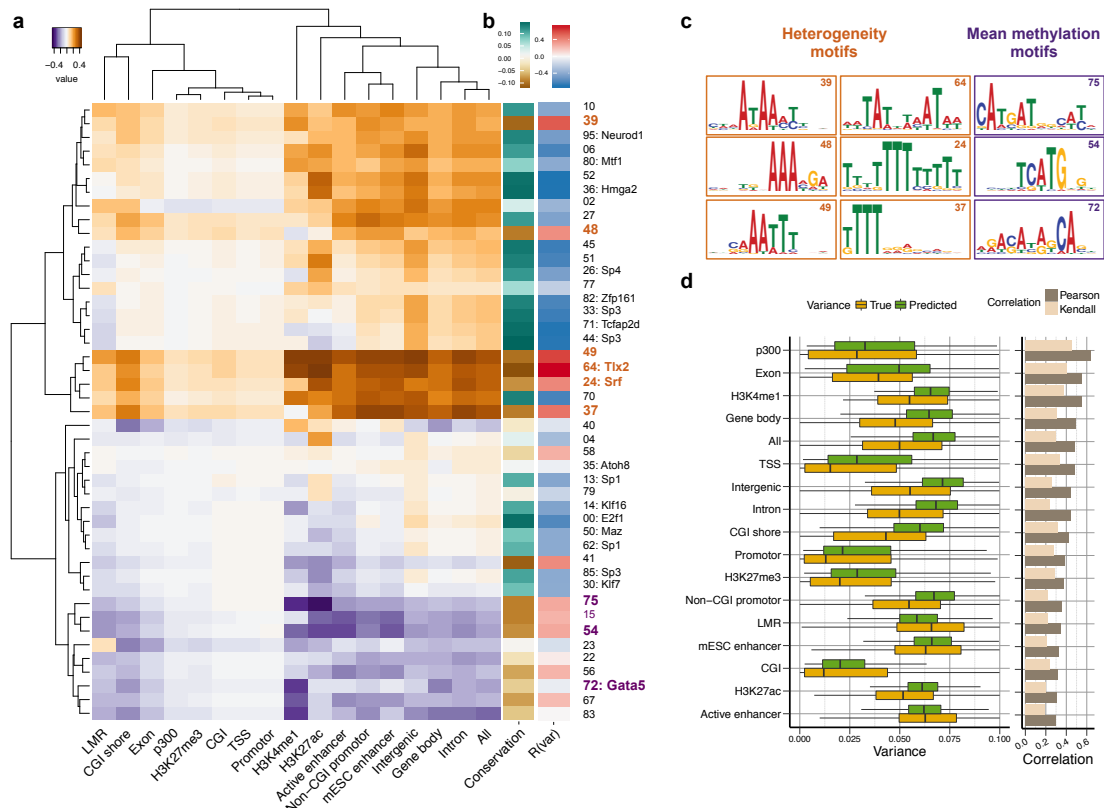 a
b
c
d
−0.4 0 0.4
value
0.10
0.05
0.00
−0.05
−0.10
0.4
0
−0.4
10
39
95: Neurod1
06
80: Mtf1
52
36: Hmga2
02
27
48
45
51
26: Sp4
77
82: Zfp161
33: Sp3
71: Tcfap2d
44: Sp3
49
64: Tlx2
24: Srf
70
37
40
04
58
35: Atoh8
13: Sp1
79
14: Klf16
00: E2f1
50: Maz
62: Sp1
41
85: Sp3
30: Klf7
75
15
54
23
22
56
72: Gata5
67
83
LMR
CGI shore
Exon
p300
H3K27me3
CGI
TSS
Promotor
H3K4me1
H3K27ac
Active enhancer
Non−CGI promotor
mESC enhancer
Intergenic
Gene body
Intron
All
Conservation
R(var)
Heterogeneity
motifs
Mean methylation
motifs
39
64
75
48
24
54
49
37
72
Variance True Predicted
Correlation Pearson
Kendall
p300
Exon
H3K4me1
Gene body
All
TSS
Intergenic
Intron
CGI shore
Promotor
H3K27me3
Non−CGI promotor
LMR
mESC enhancer
CGI
H3K27ac
Active enhancer
0.000 0.025 0.050 0.075 0.100
Variance
0.0 0.2 0.4 0.6
Correlation